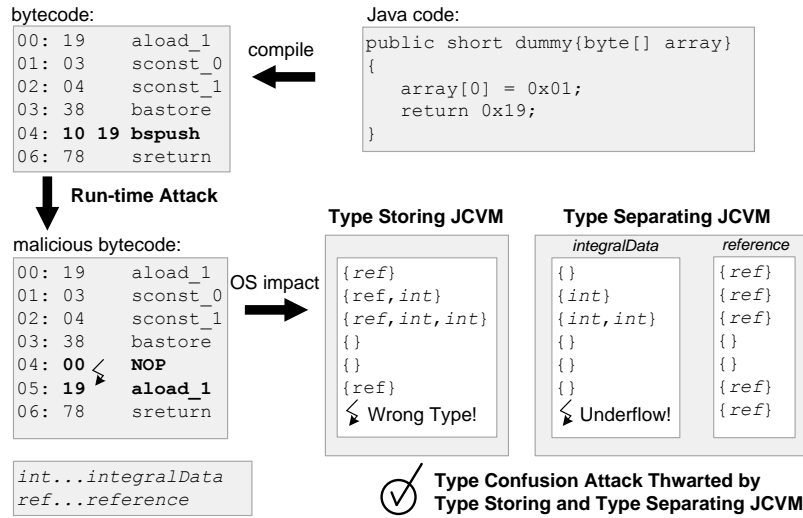 bytecode:
00: 19 aload_1
01: 03 sconst_0
02: 04 sconst_1
03: 38 bastore
04: 10 19 bspush
06: 78 sreturn
compile
Java code:
public short dummy{byte[] array}
{
array[0] = 0x01;
return 0x19;
}
Run-time Attack
malicious bytecode:
00: 19 aload_1
01: 03 sconst_0
02: 04 sconst_1
03: 38 bastore
04: 00 NOP
05: 19 aload_1
06: 78 sreturn
OS impact
Type Storing JCVM
{ref}
{ref,int}
{ref,int,int}
{}
{}
{ref}
Wrong Type!
Type Separating JCVM
integralData
{}
{int}
{int,int}
{}
{}
{}
Underflow!
reference
{ref}
{ref}
{ref}
{}
{}
{ref}
{ref}
int...integralData
ref...reference
Type Confusion Attack Thwarted by
Type Storing and Type Separating JCVM